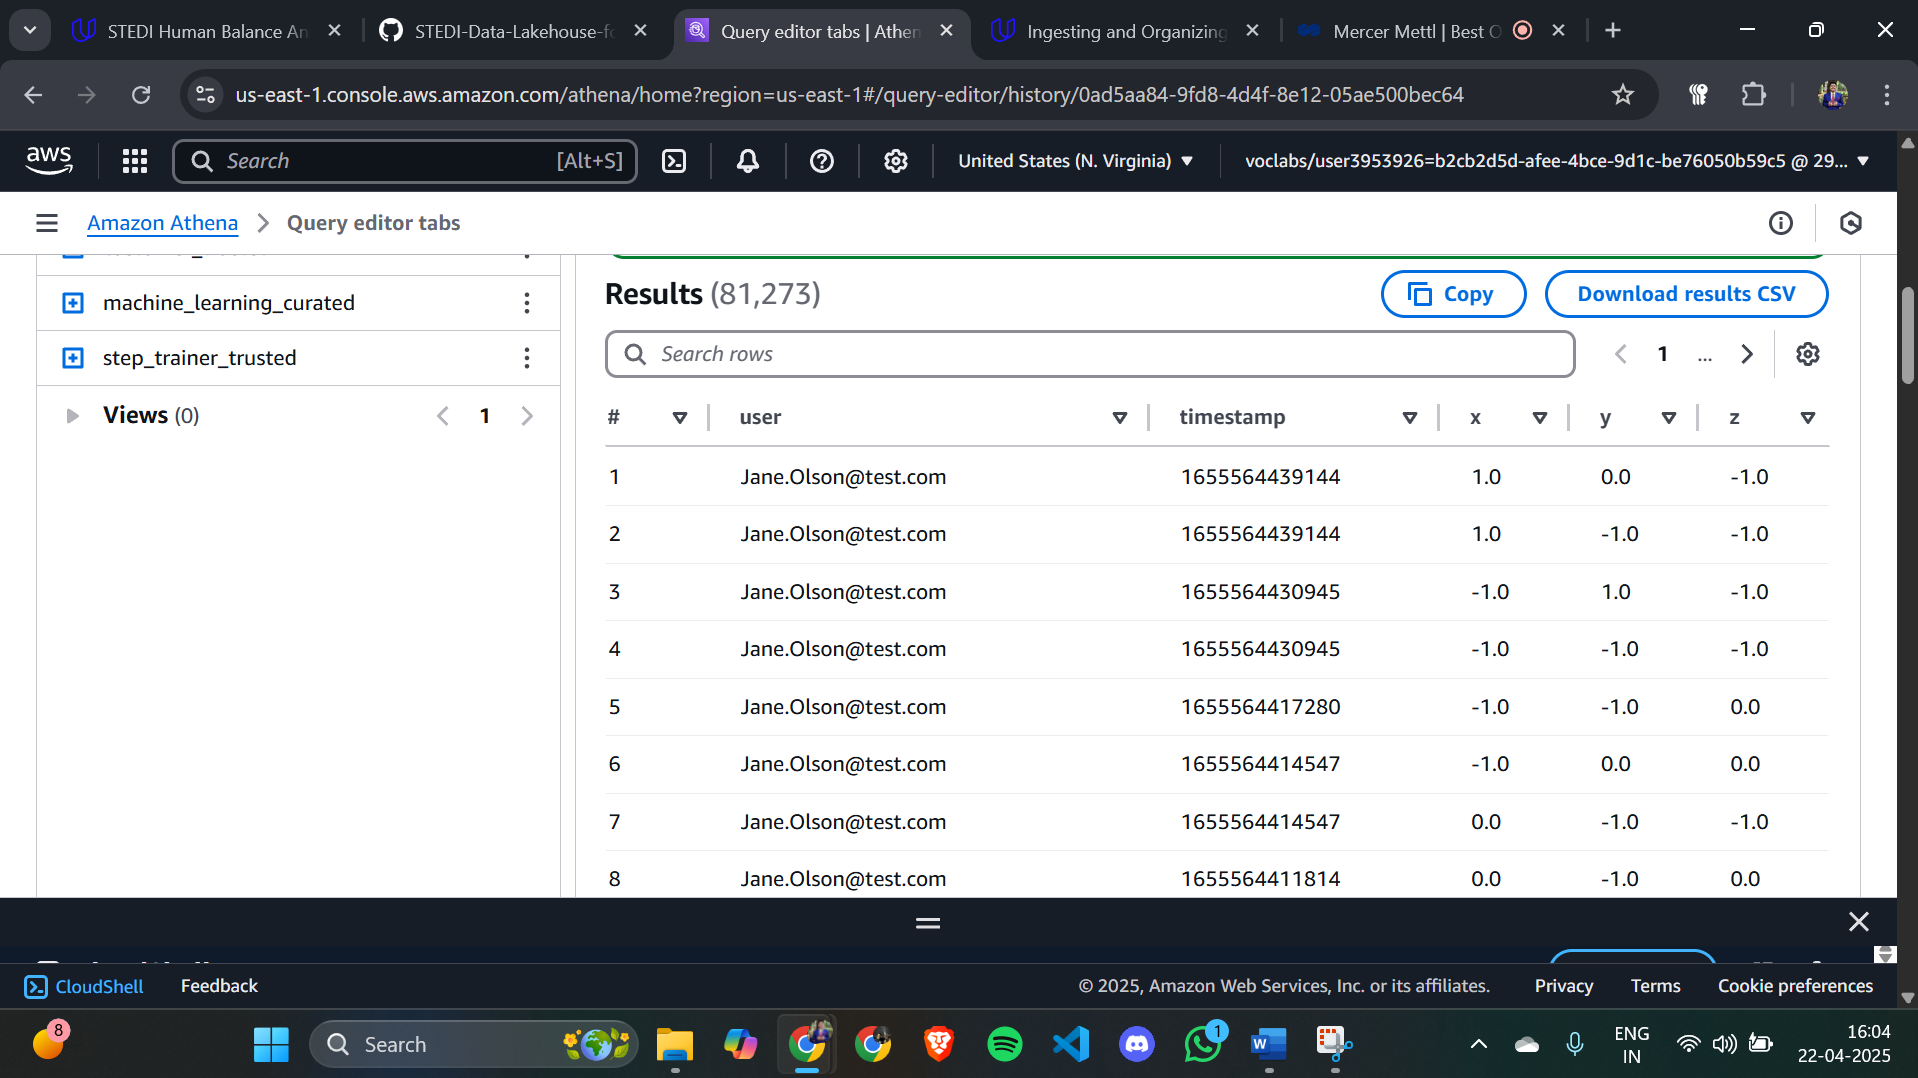 STEDI Human Balance An
STEDI-Data-Lakehouse-fo
Query editor tabs | Athen
Ingesting and Organizing
Mercer Mettl | Best O
us-east-1.console.aws.amazon.com/athena/home?region=us-east-1#/query-editor/history/0ad5aa84-9fd8-4d4f-8e12-05ae500bec64
aws
Search
[Alt+S]
United States (N. Virginia)
voclabs/user3953926=b2cb2d5d-afee-4bce-9d1c-be76050b59c5 @ 29...
Amazon Athena > Query editor tabs
machine_learning_curated
step_trainer_trusted
Views (0)
1
Results (81,273)
Copy
Download results CSV
Search rows
1 ...
# user timestamp x y z
1 Jane.Olson@test.com 1655564439144 1.0 0.0 -1.0
2 Jane.Olson@test.com 1655564439144 1.0 -1.0 -1.0
3 Jane.Olson@test.com 1655564430945 -1.0 1.0 -1.0
4 Jane.Olson@test.com 1655564430945 -1.0 -1.0 -1.0
5 Jane.Olson@test.com 1655564417280 -1.0 -1.0 0.0
6 Jane.Olson@test.com 1655564414547 -1.0 0.0 0.0
7 Jane.Olson@test.com 1655564414547 0.0 -1.0 -1.0
8 Jane.Olson@test.com 1655564411814 0.0 -1.0 0.0
CloudShell
Feedback
© 2025, Amazon Web Services, Inc. or its affiliates.
Privacy
Terms
Cookie preferences
8
Search
1
ENG
IN
16:04
22-04-2025